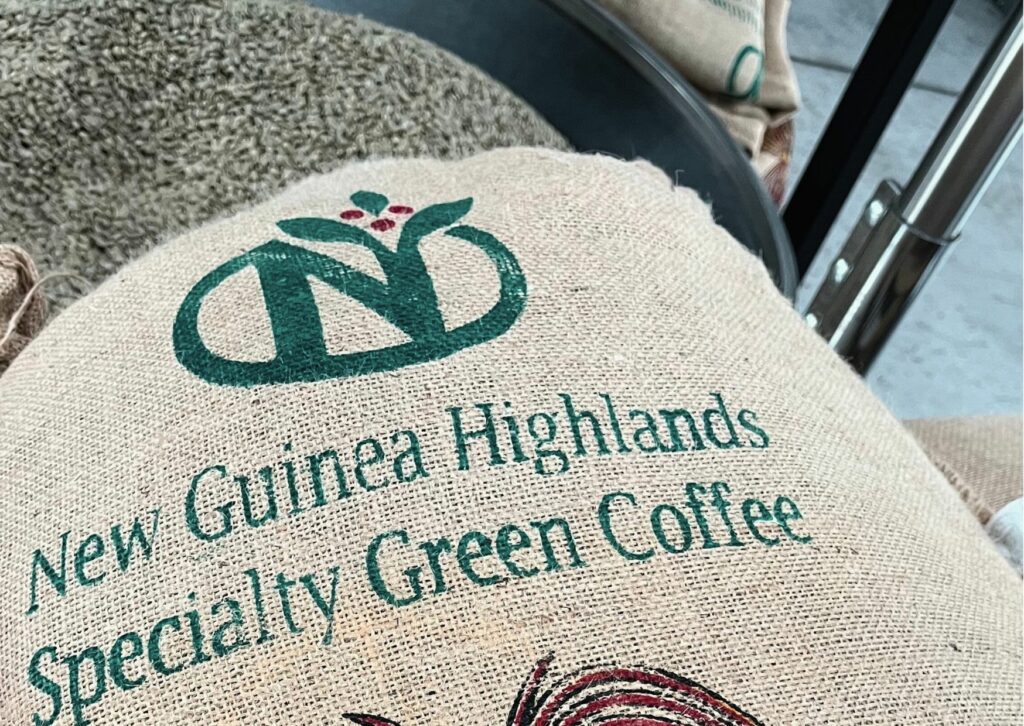 N
New Guinea Highlands
Specialty Green Coffee